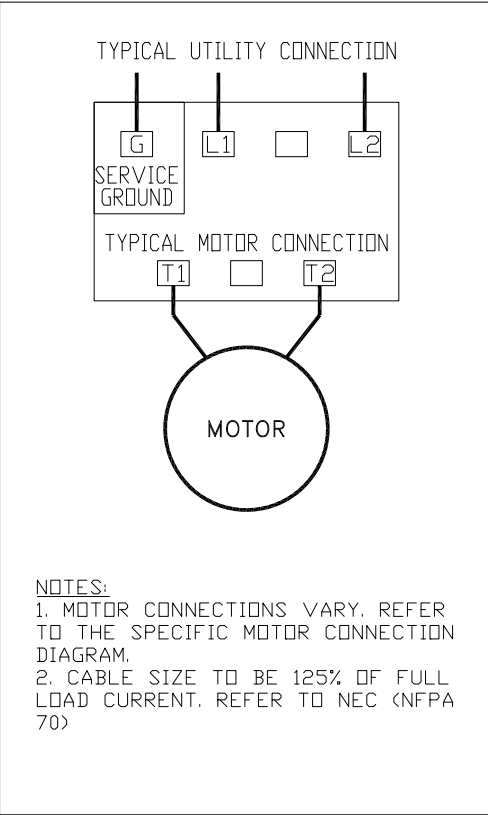 TYPICAL UTILITY CONNECTION
G L1 L2
SERVICE
GROUND
TYPICAL MOTOR CONNECTION
T1 T2
MOTOR
NOTES:
1. MOTOR CONNECTIONS VARY. REFER
TO THE SPECIFIC MOTOR CONNECTION
DIAGRAM.
2. CABLE SIZE TO BE 125% OF FULL
LOAD CURRENT. REFER TO NEC (NFPA
70)